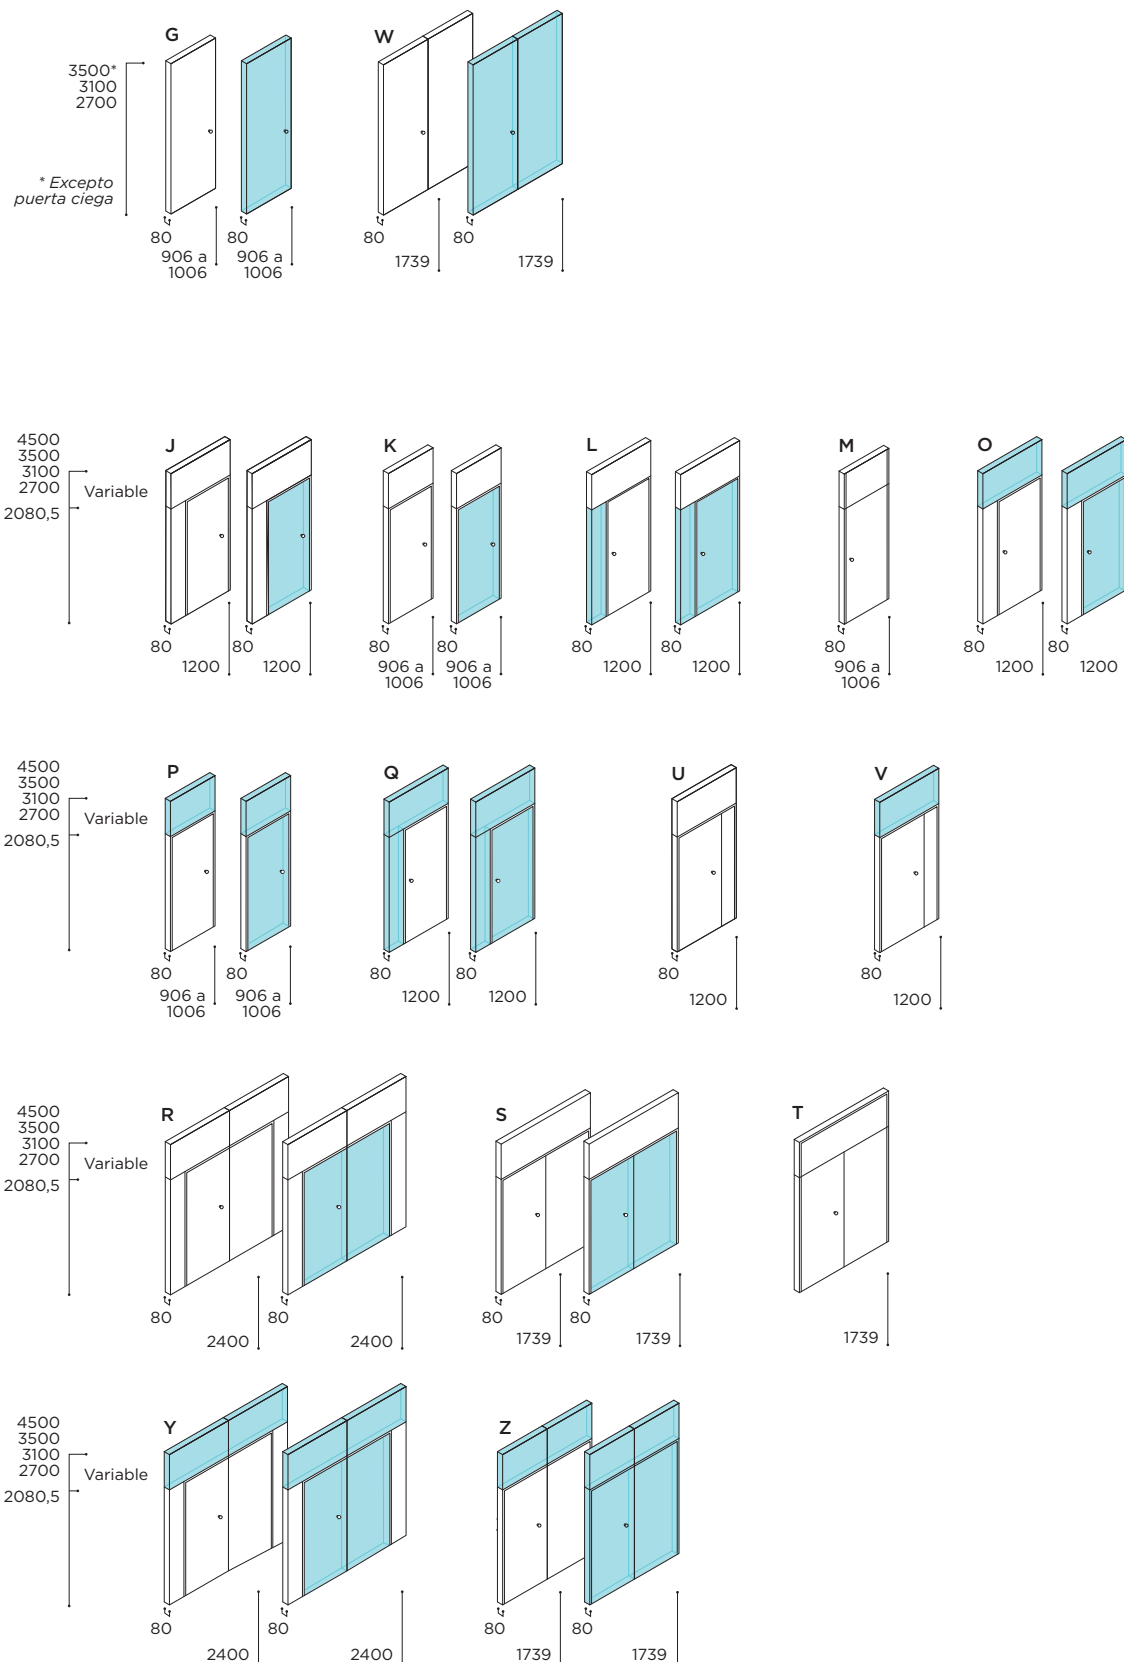 G
W
3500*
3100
2700
* Excepto
puerta ciega
80
80
80
80
906 a
1006
906 a
1006
1739
1739
J
K
L
M
O
4500
3500
3100
2700
Variable
2080,5
80
80
80
80
80
80
80
80
80
1200
1200
906 a
1006
906 a
1006
1200
1200
906 a
1006
1200
1200
P
Q
U
V
4500
3500
3100
2700
Variable
2080,5
80
80
80
80
80
80
906 a
1006
906 a
1006
1200
1200
1200
1200
R
S
T
4500
3500
3100
2700
Variable
2080,5
80
80
80
80
2400
2400
1739
1739
1739
Y
Z
4500
3500
3100
2700
Variable
2080,5
80
80
80
80
2400
2400
1739
1739